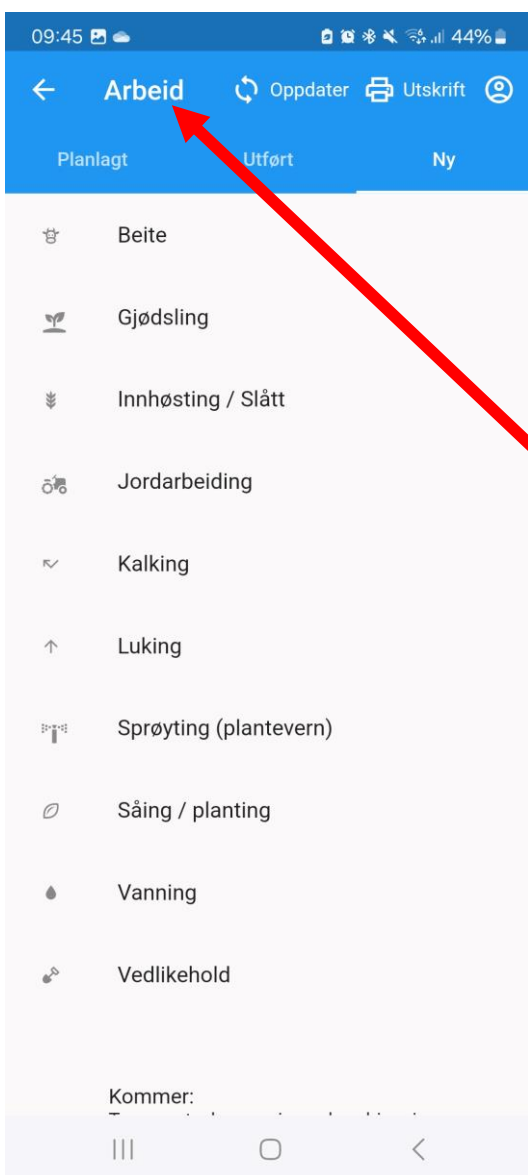 09:45 44%
Arbeid Oppdater Utskrift
Planlagt Utført Ny
Beite
Gjødsling
Innhøsting / Slått
Jordarbeiding
Kalking
Luking
Sprøyting (plantevern)
Såing / planting
Vanning
Vedlikehold
Kommer: